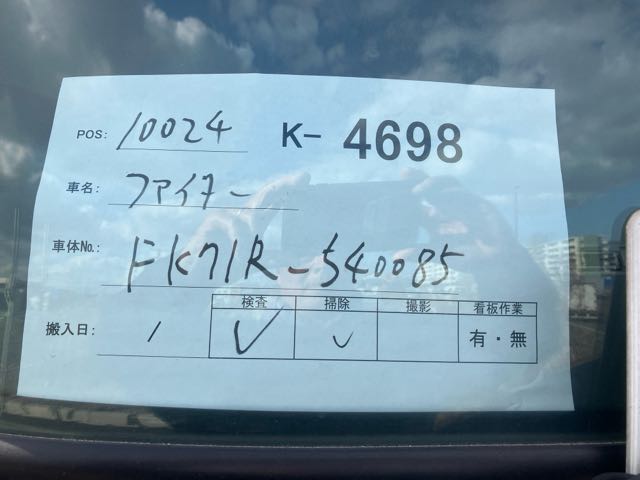 POS: 10024 K- 4698
車名: ファイター
車体No.: FK71R-540085
検査 掃除 撮影 看板作業
搬入日: / ✓ ✓ 有・無